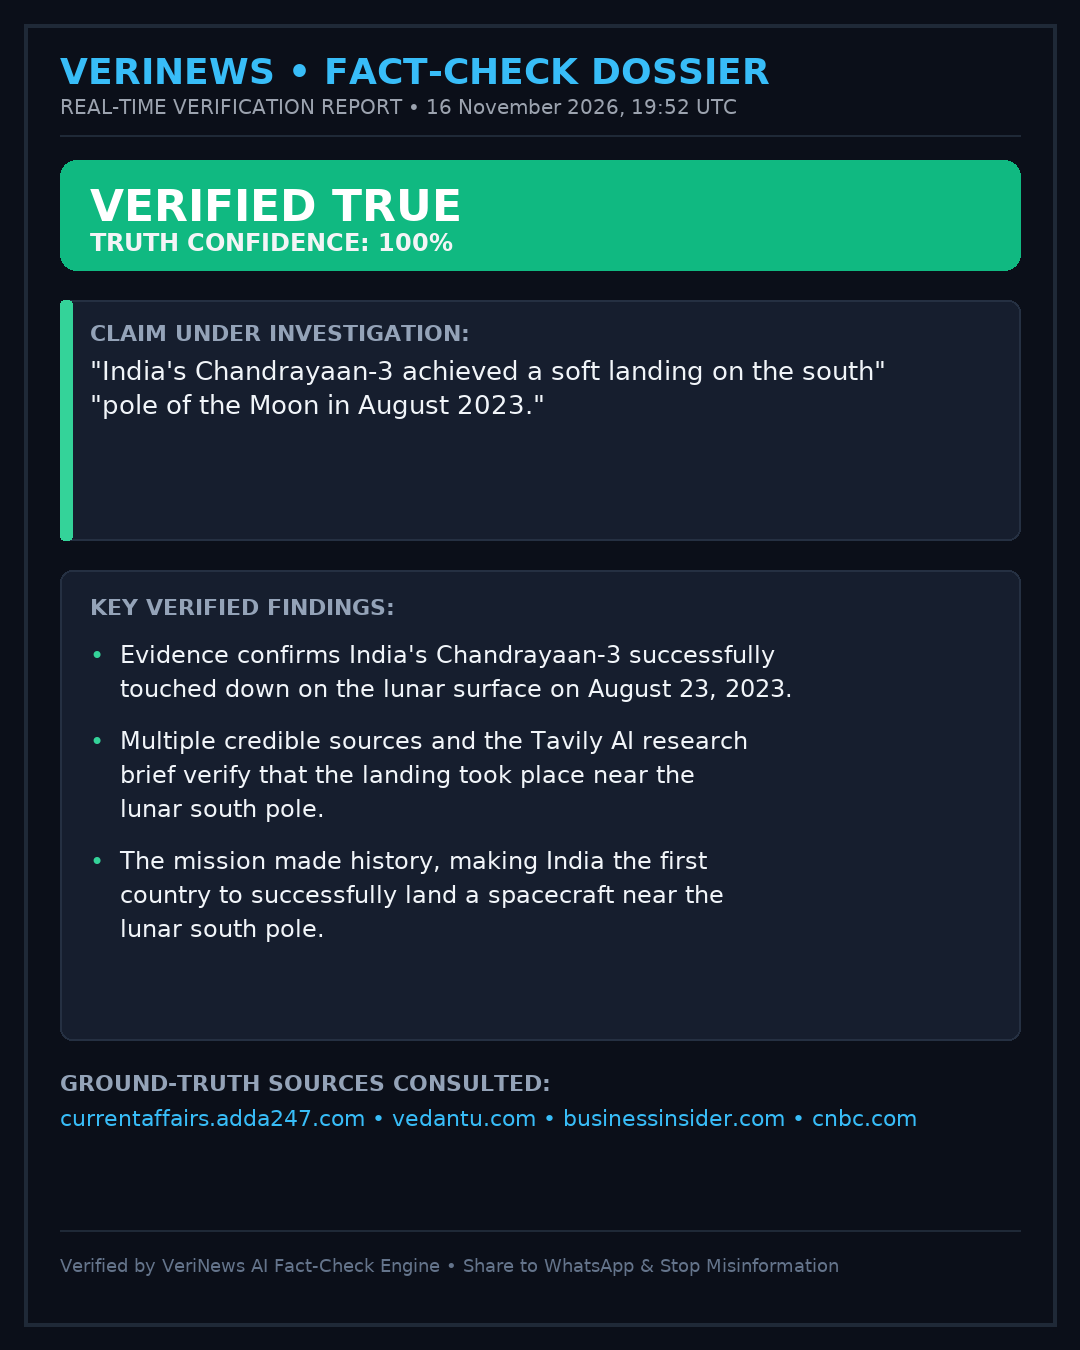 VERINEWS • FACT-CHECK DOSSIER
REAL-TIME VERIFICATION REPORT • 16 November 2026, 19:52 UTC
VERIFIED TRUE
TRUTH CONFIDENCE: 100%
CLAIM UNDER INVESTIGATION:
"India's Chandrayaan-3 achieved a soft landing on the south"
"pole of the Moon in August 2023."
KEY VERIFIED FINDINGS:
• Evidence confirms India's Chandrayaan-3 successfully
touched down on the lunar surface on August 23, 2023.
• Multiple credible sources and the Tavily AI research
brief verify that the landing took place near the
lunar south pole.
• The mission made history, making India the first
country to successfully land a spacecraft near the
lunar south pole.
GROUND-TRUTH SOURCES CONSULTED:
currentaffairs.adda247.com • vedantu.com • businessinsider.com • cnbc.com
Verified by VeriNews AI Fact-Check Engine • Share to WhatsApp & Stop Misinformation